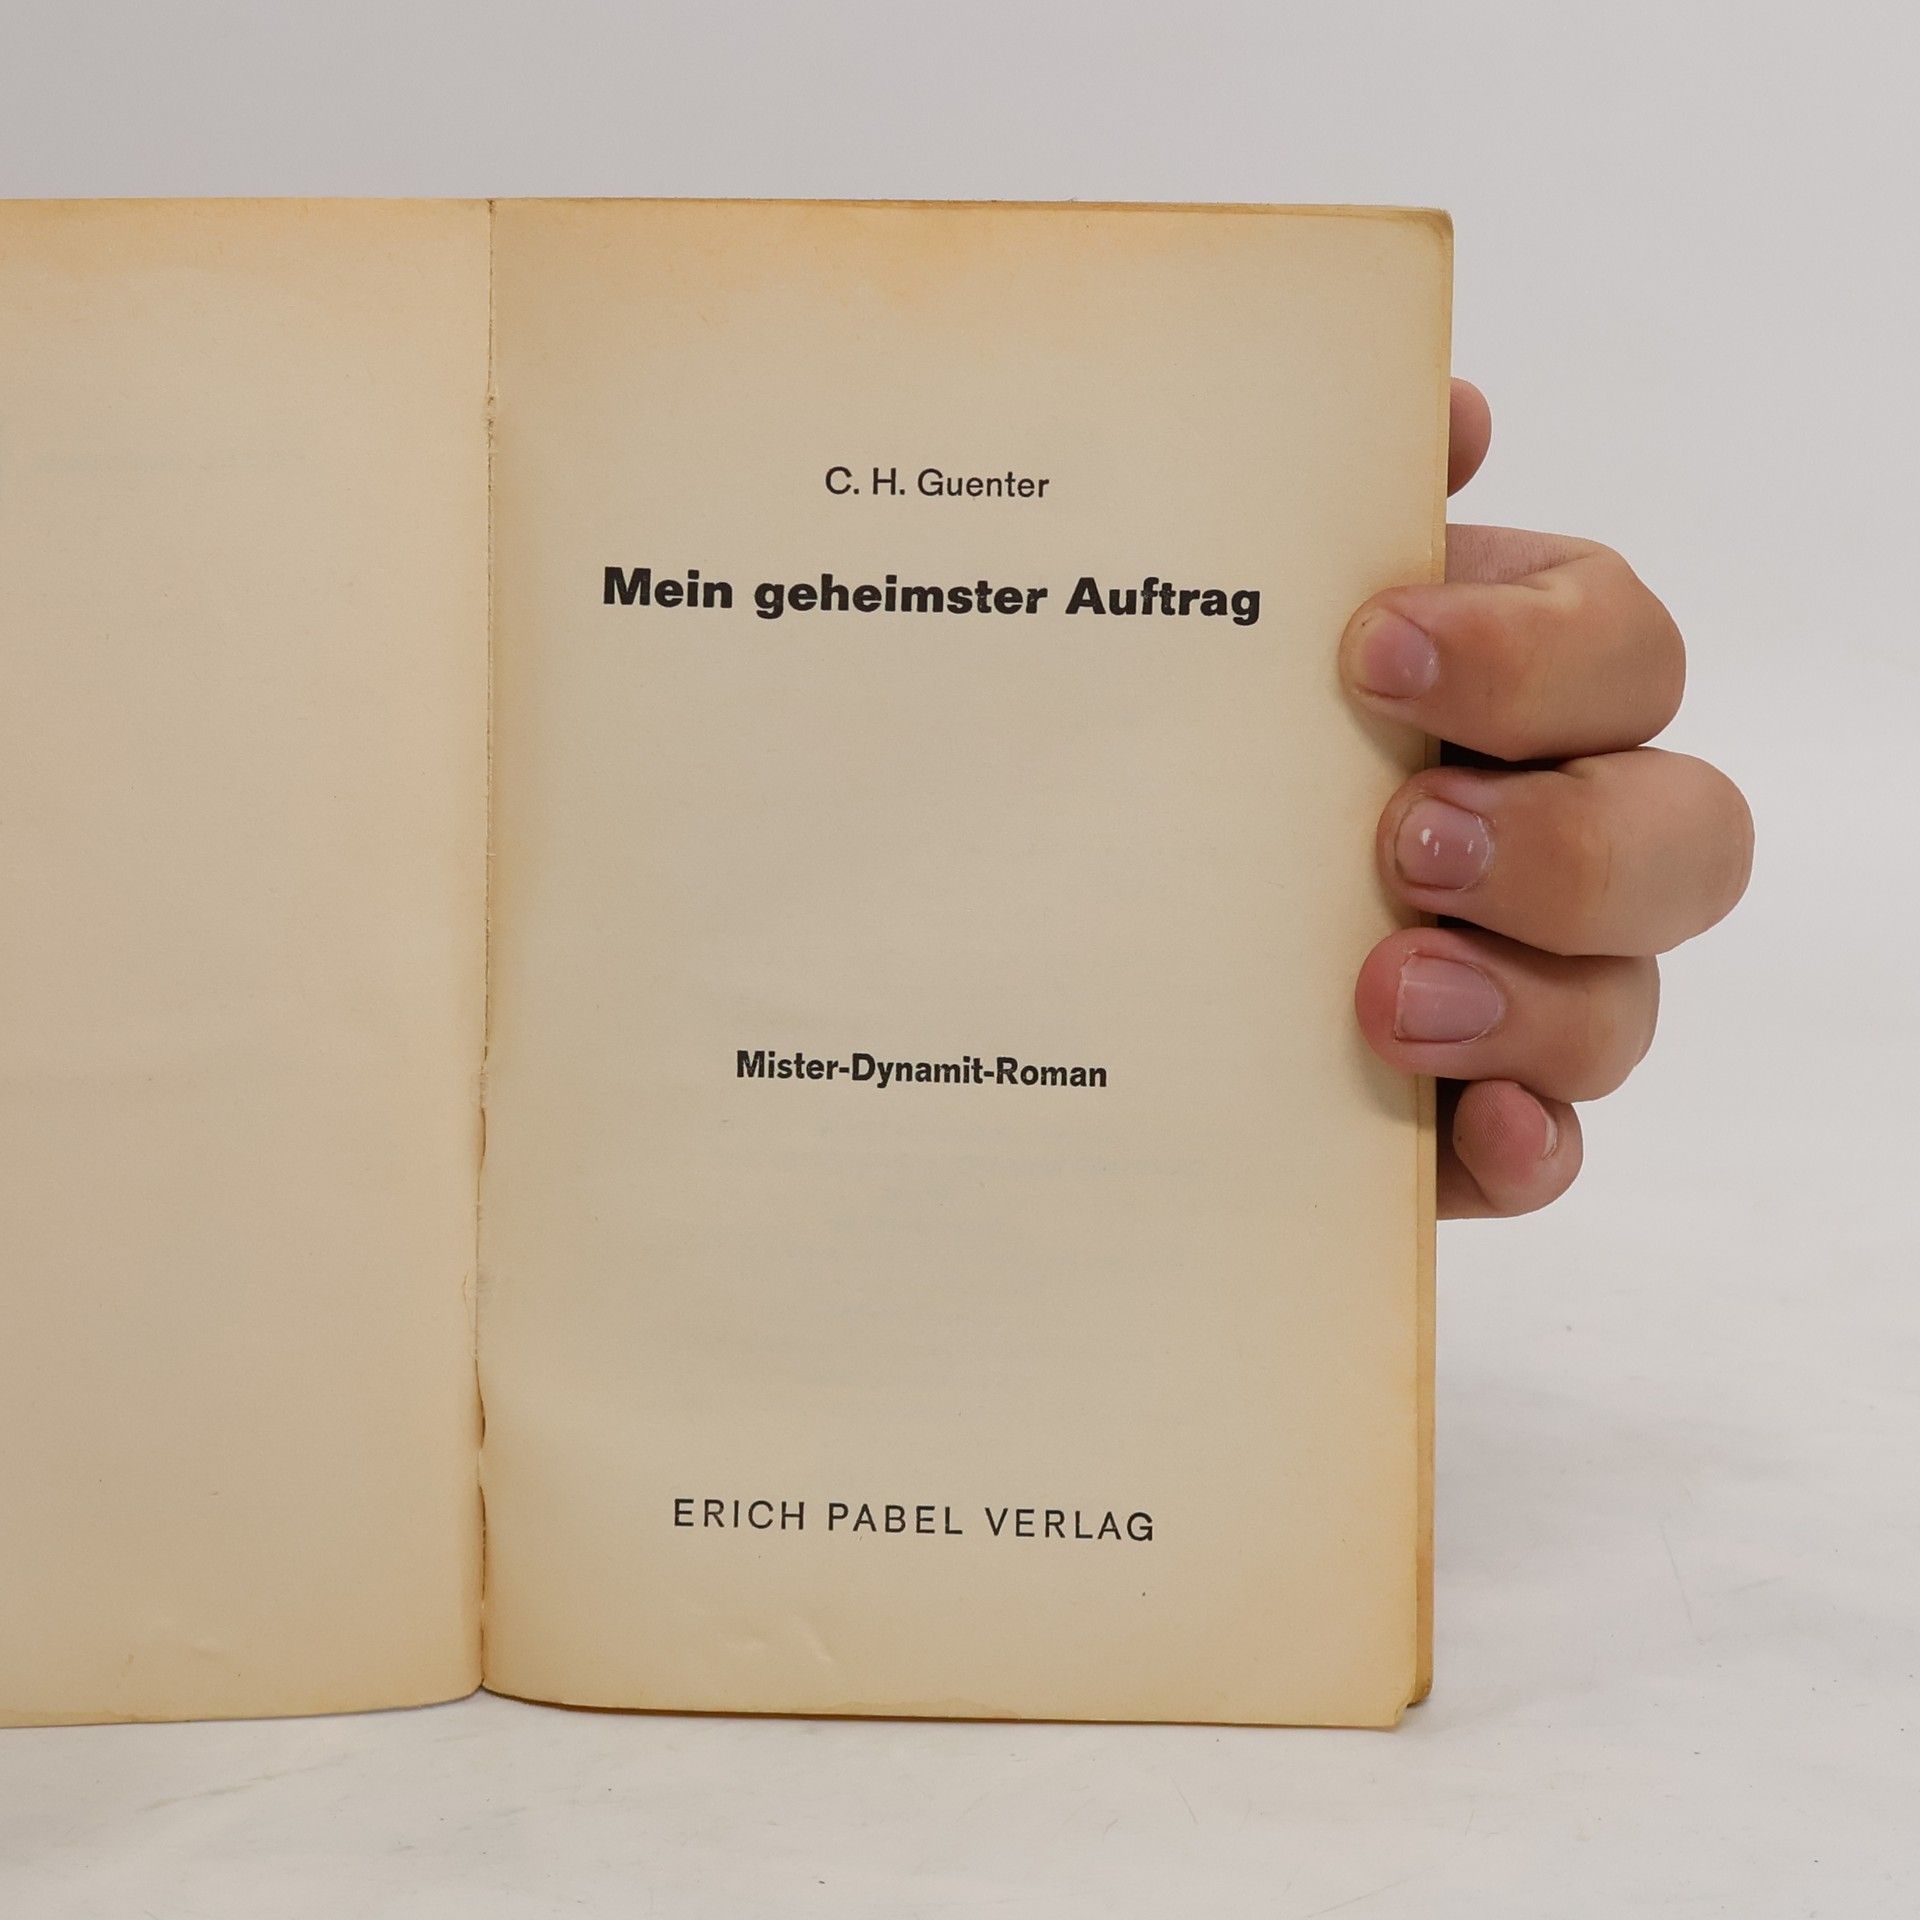 C. H. Guenter
Mein geheimster Auftrag
Mister-Dynamit-Roman
ERICH PABEL VERLAG